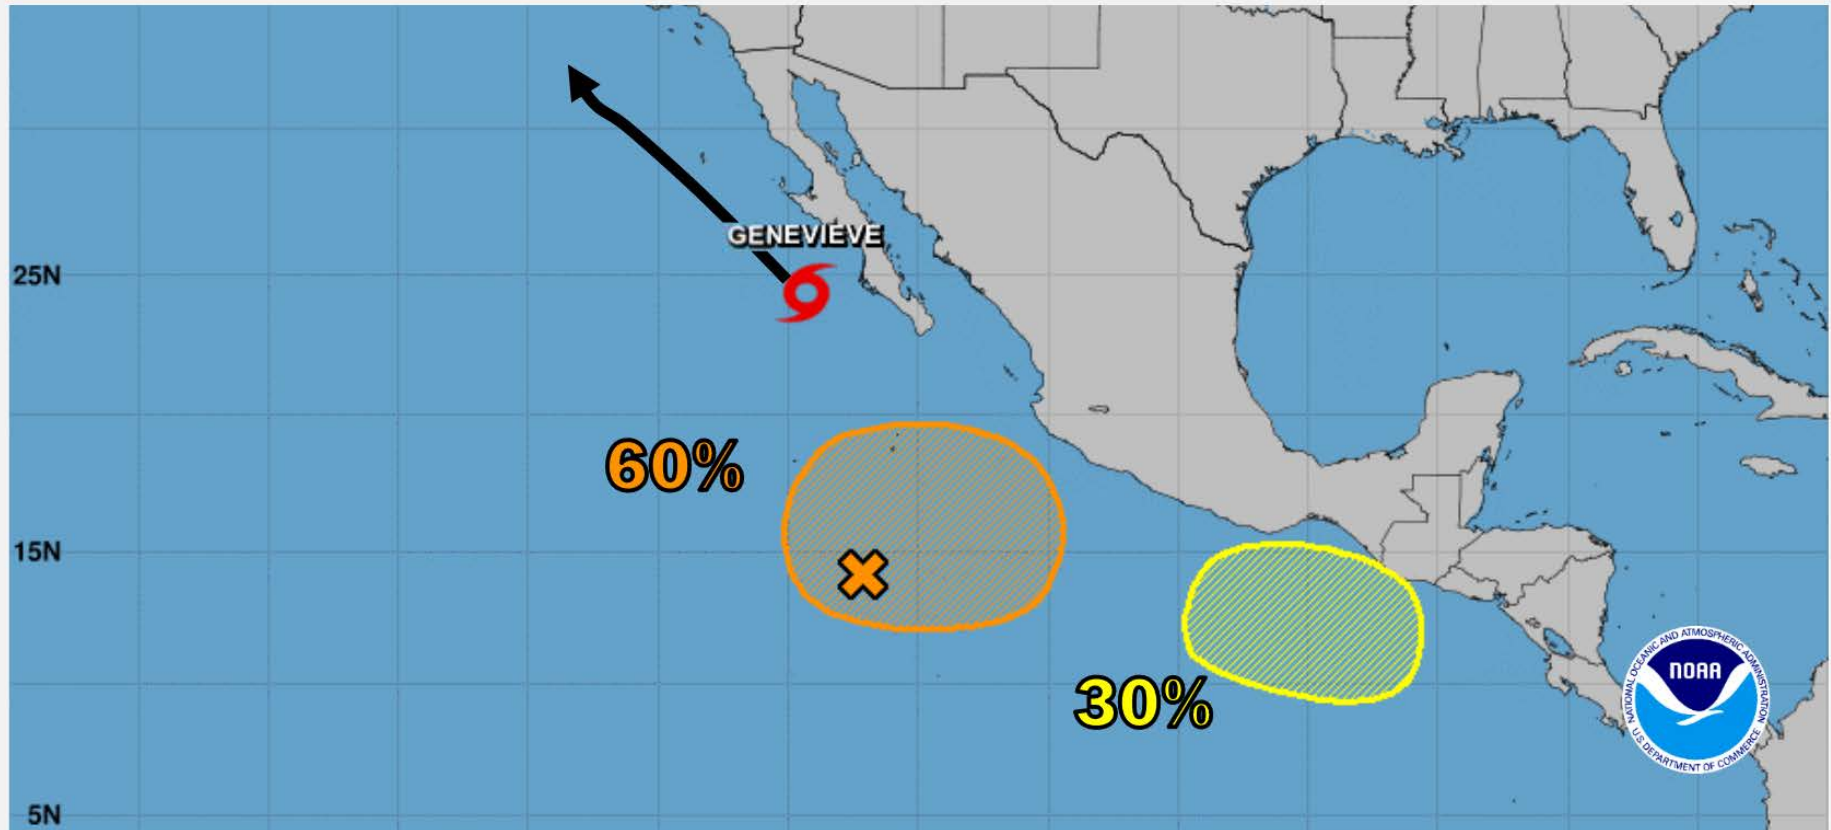 GENEVIEVE
25N
60%
15N
30%
NATIONAL OCEANIC AND ATMOSPHERIC ADMINISTRATION
NOAA
U.S. DEPARTMENT OF COMMERCE
5N